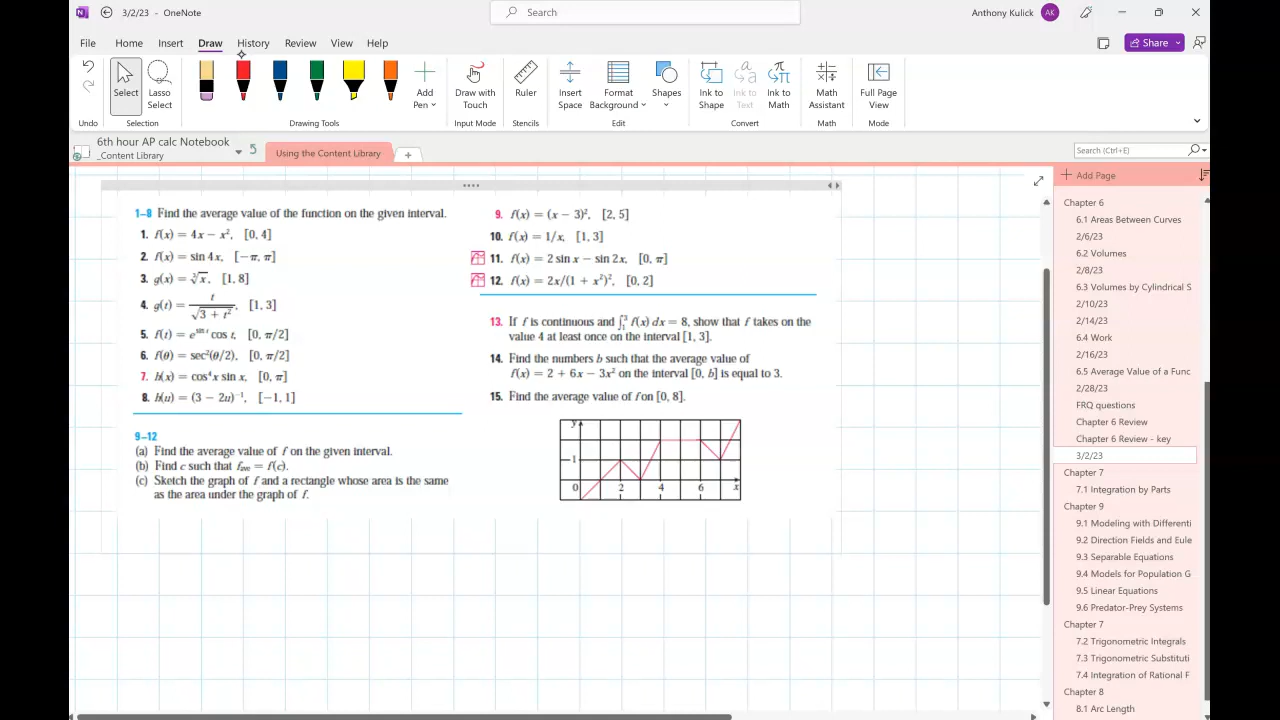 3/2/23 - OneNote
Search
Anthony Kulick
AK
File Home Insert Draw History Review View Help
Share
Select
Lasso Select
Add Pen
Draw with Touch
Ruler
Insert Space
Format Background
Shapes
Ink to Shape
Ink to Text
Ink to Math
Math Assistant
Full Page View
Undo Selection Drawing Tools Input Mode Stencils Edit Convert Math Mode
6th hour AP calc Notebook
_Content Library
5
Using the Content Library
Search (Ctrl+E)
1–8 Find the average value of the function on the given interval.
1. f(x) = 4x − x², [0, 4]
2. f(x) = sin 4x, [−π, π]
3. g(x) = ∛x, [1, 8]
4. g(t) = t/√(3 + t²), [1, 3]
5. f(t) = e^(sin t) cos t, [0, π/2]
6. f(θ) = sec²(θ/2), [0, π/2]
7. h(x) = cos⁴x sin x, [0, π]
8. h(u) = (3 − 2u)⁻¹, [−1, 1]
9–12
(a) Find the average value of f on the given interval.
(b) Find c such that f_ave = f(c).
(c) Sketch the graph of f and a rectangle whose area is the same
as the area under the graph of f.
9. f(x) = (x − 3)², [2, 5]
10. f(x) = 1/x, [1, 3]
11. f(x) = 2 sin x − sin 2x, [0, π]
12. f(x) = 2x/(1 + x²)², [0, 2]
13. If f is continuous and ∫₁³ f(x) dx = 8, show that f takes on the
value 4 at least once on the interval [1, 3].
14. Find the numbers b such that the average value of
f(x) = 2 + 6x − 3x² on the interval [0, b] is equal to 3.
15. Find the average value of f on [0, 8].
y
1
0 2 4 6 x
Add Page
Chapter 6
6.1 Areas Between Curves
2/6/23
6.2 Volumes
2/8/23
6.3 Volumes by Cylindrical S
2/10/23
2/14/23
6.4 Work
2/16/23
6.5 Average Value of a Func
2/28/23
FRQ questions
Chapter 6 Review
Chapter 6 Review - key
3/2/23
Chapter 7
7.1 Integration by Parts
Chapter 9
9.1 Modeling with Differenti
9.2 Direction Fields and Eule
9.3 Separable Equations
9.4 Models for Population G
9.5 Linear Equations
9.6 Predator-Prey Systems
Chapter 7
7.2 Trigonometric Integrals
7.3 Trigonometric Substituti
7.4 Integration of Rational F
Chapter 8
8.1 Arc Length